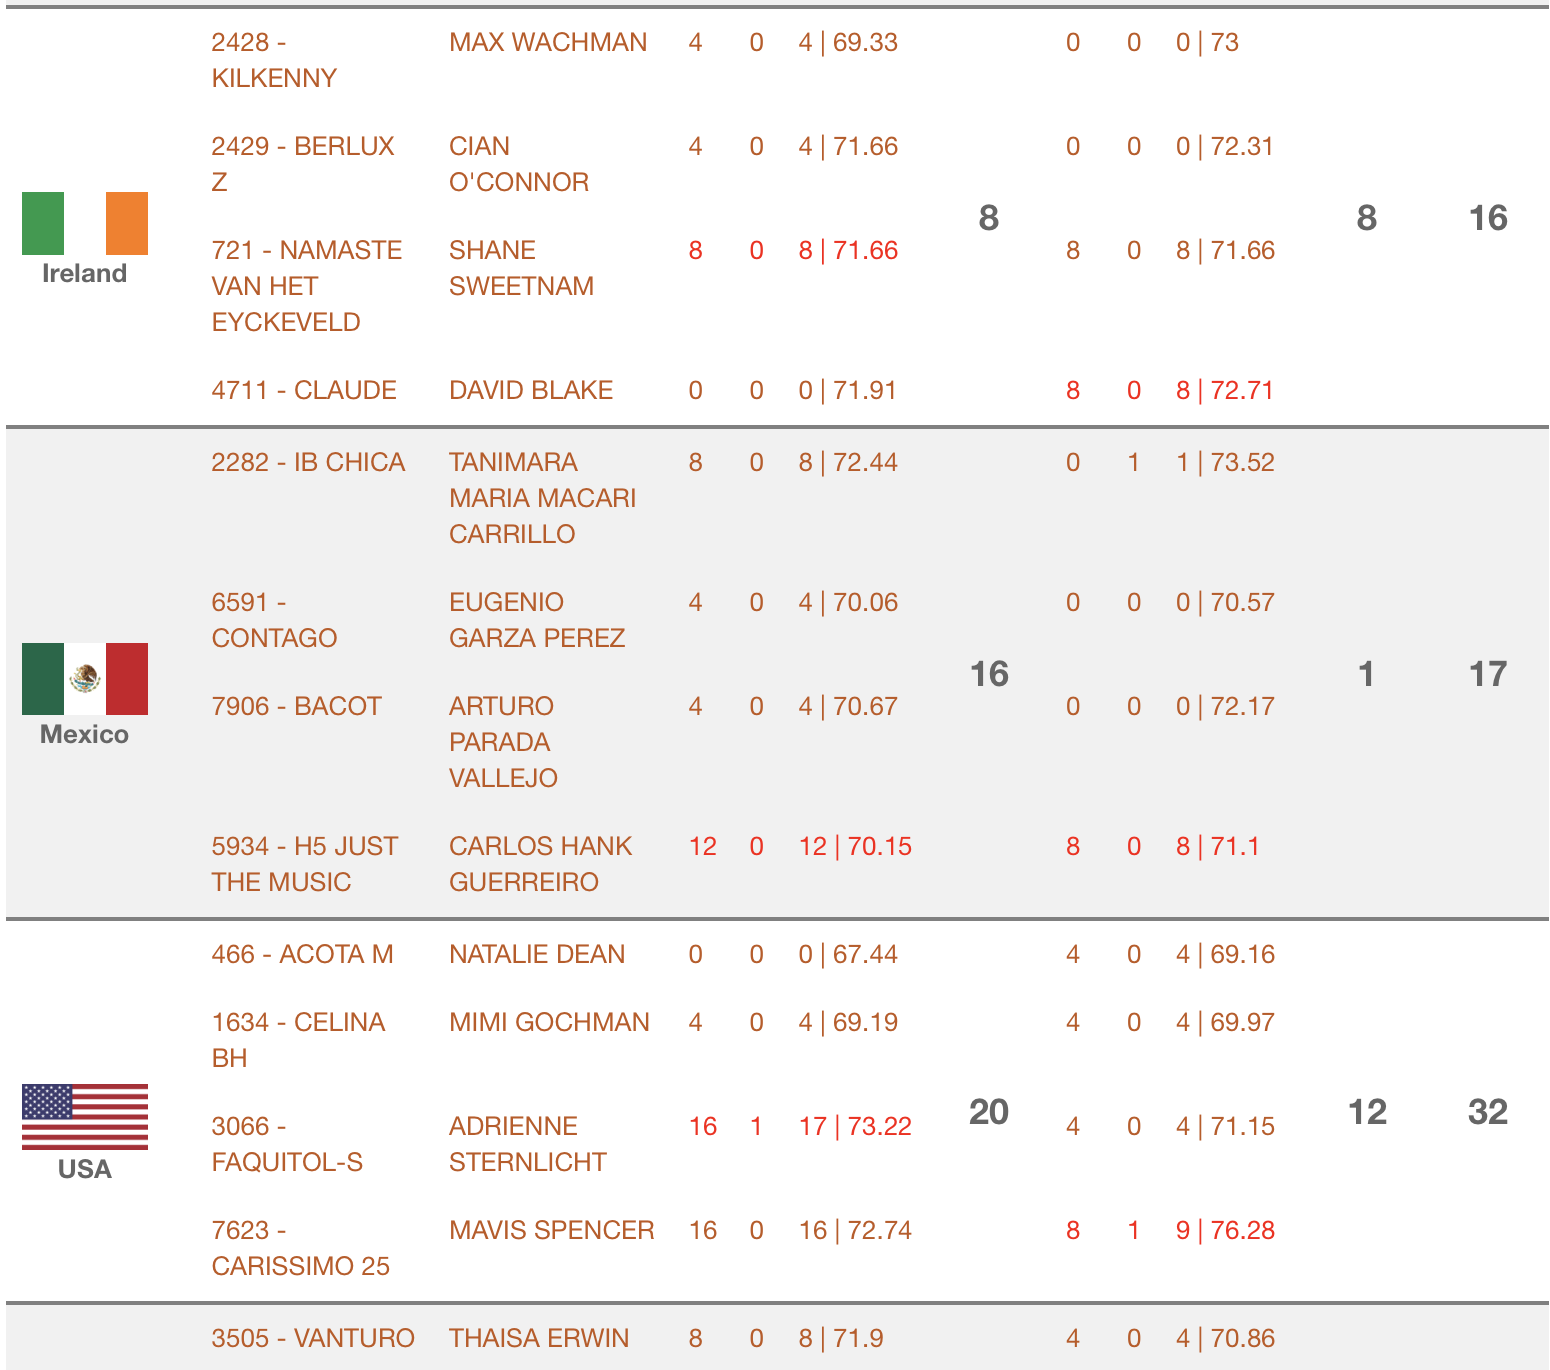 2428 - MAX WACHMAN 4 0 4 | 69.33 0 0 0 | 73
KILKENNY
2429 - BERLUX CIAN 4 0 4 | 71.66 0 0 0 | 72.31
Z O'CONNOR
8 8 16
721 - NAMASTE SHANE 8 0 8 | 71.66 8 0 8 | 71.66
Ireland
VAN HET SWEETNAM
EYCKEVELD
4711 - CLAUDE DAVID BLAKE 0 0 0 | 71.91 8 0 8 | 72.71
2282 - IB CHICA TANIMARA 8 0 8 | 72.44 0 1 1 | 73.52
MARIA MACARI
CARRILLO
6591 - EUGENIO 4 0 4 | 70.06 0 0 0 | 70.57
CONTAGO GARZA PEREZ
16 1 17
7906 - BACOT ARTURO 4 0 4 | 70.67 0 0 0 | 72.17
Mexico
PARADA
VALLEJO
5934 - H5 JUST CARLOS HANK 12 0 12 | 70.15 8 0 8 | 71.1
THE MUSIC GUERREIRO
466 - ACOTA M NATALIE DEAN 0 0 0 | 67.44 4 0 4 | 69.16
1634 - CELINA MIMI GOCHMAN 4 0 4 | 69.19 4 0 4 | 69.97
BH
20 12 32
3066 - ADRIENNE 16 1 17 | 73.22 4 0 4 | 71.15
FAQUITOL-S STERNLICHT
USA
7623 - MAVIS SPENCER 16 0 16 | 72.74 8 1 9 | 76.28
CARISSIMO 25
3505 - VANTURO THAISA ERWIN 8 0 8 | 71.9 4 0 4 | 70.86